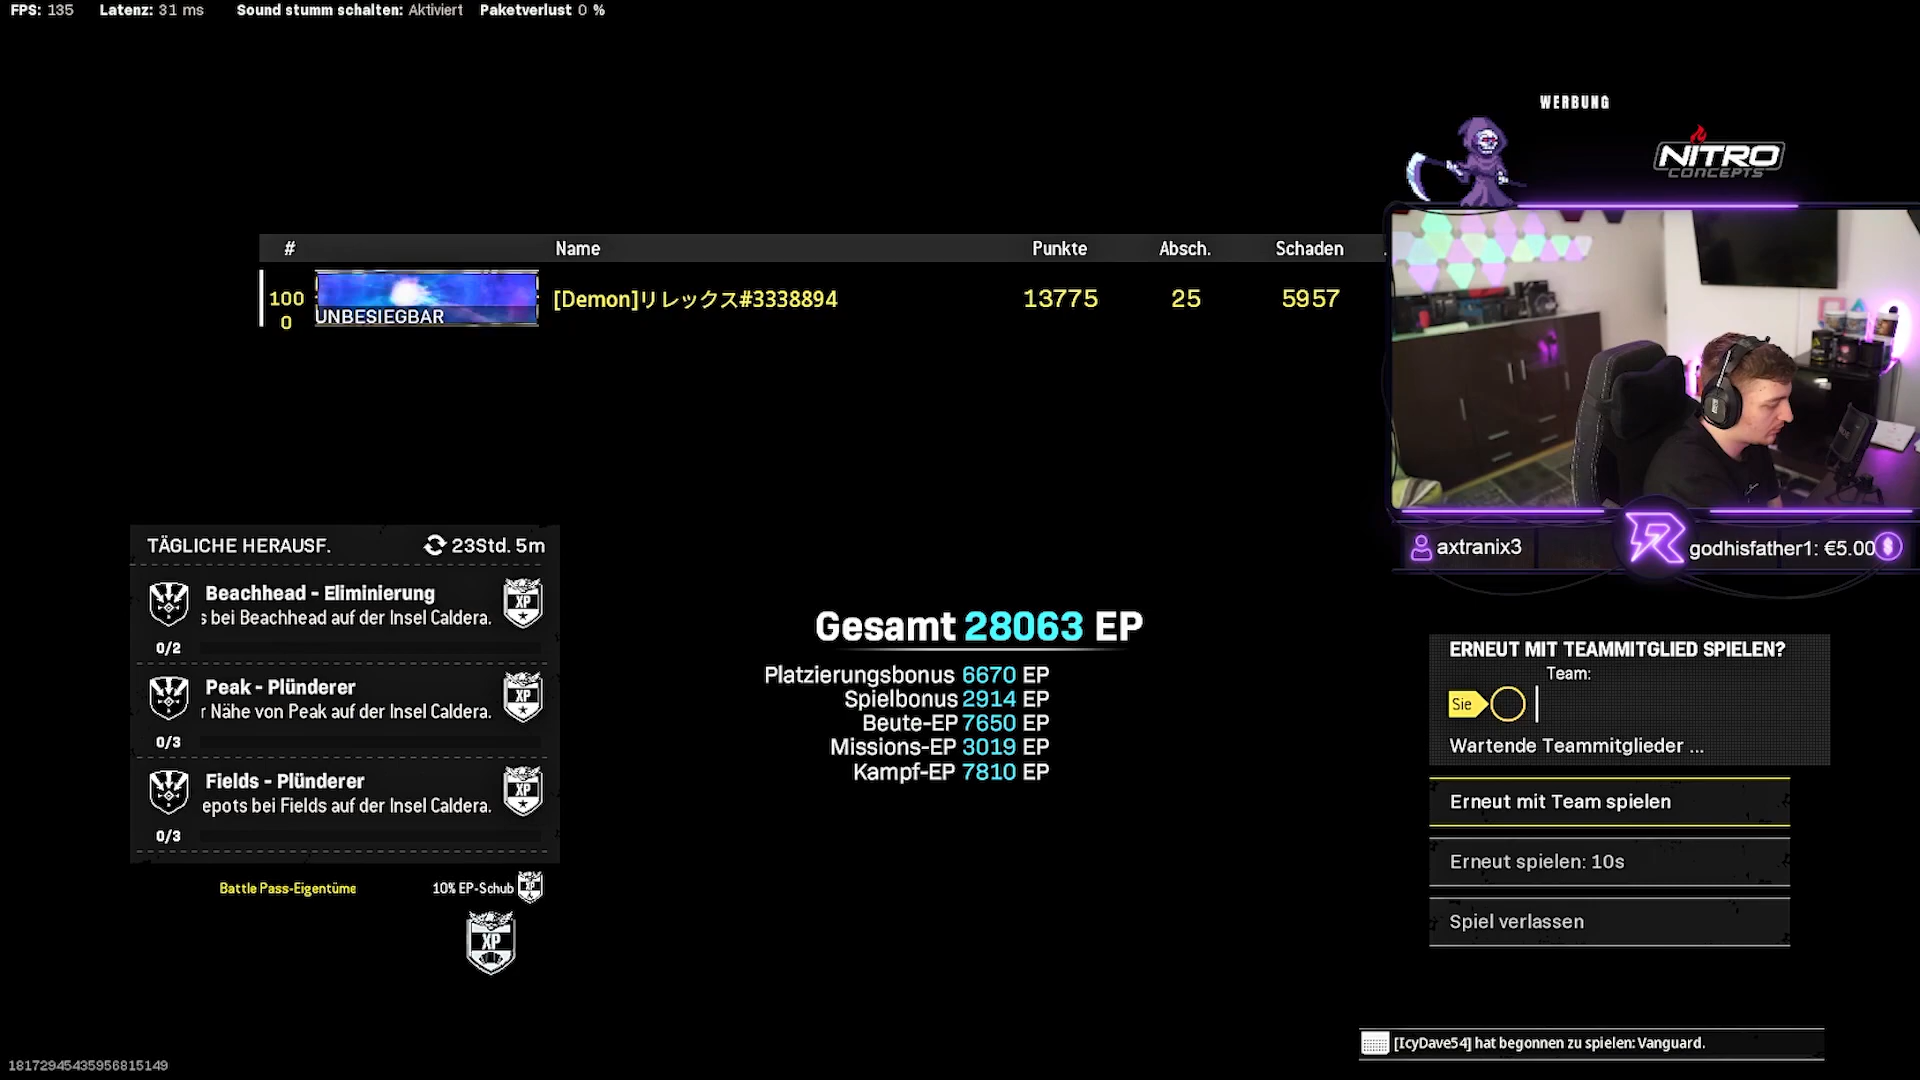 FPS: 135 Latenz: 31 ms Sound stumm schalten: Aktiviert Paketverlust 0 %
WERBUNG
NITRO
CONCEPTS
# Name Punkte Absch. Schaden
1000 UNBESIEGBAR [Demon]リレックス#3338894 13775 25 5957
axtranix3
godhisfather1: €5.00
TÄGLICHE HERAUSF. 23Std. 5m
Beachhead - Eliminierung
s bei Beachhead auf der Insel Caldera.
XP
0/2
Peak - Plünderer
r Nähe von Peak auf der Insel Caldera.
XP
0/3
Fields - Plünderer
epots bei Fields auf der Insel Caldera.
XP
0/3
Battle Pass-Eigentüme 10% EP-Schub XP
XP
Gesamt 28063 EP
Platzierungsbonus 6670 EP
Spielbonus 2914 EP
Beute-EP 7650 EP
Missions-EP 3019 EP
Kampf-EP 7810 EP
ERNEUT MIT TEAMMITGLIED SPIELEN?
Team:
Sie
Wartende Teammitglieder ...
Erneut mit Team spielen
Erneut spielen: 10s
Spiel verlassen
[IcyDave54] hat begonnen zu spielen: Vanguard.
18172945435956815149